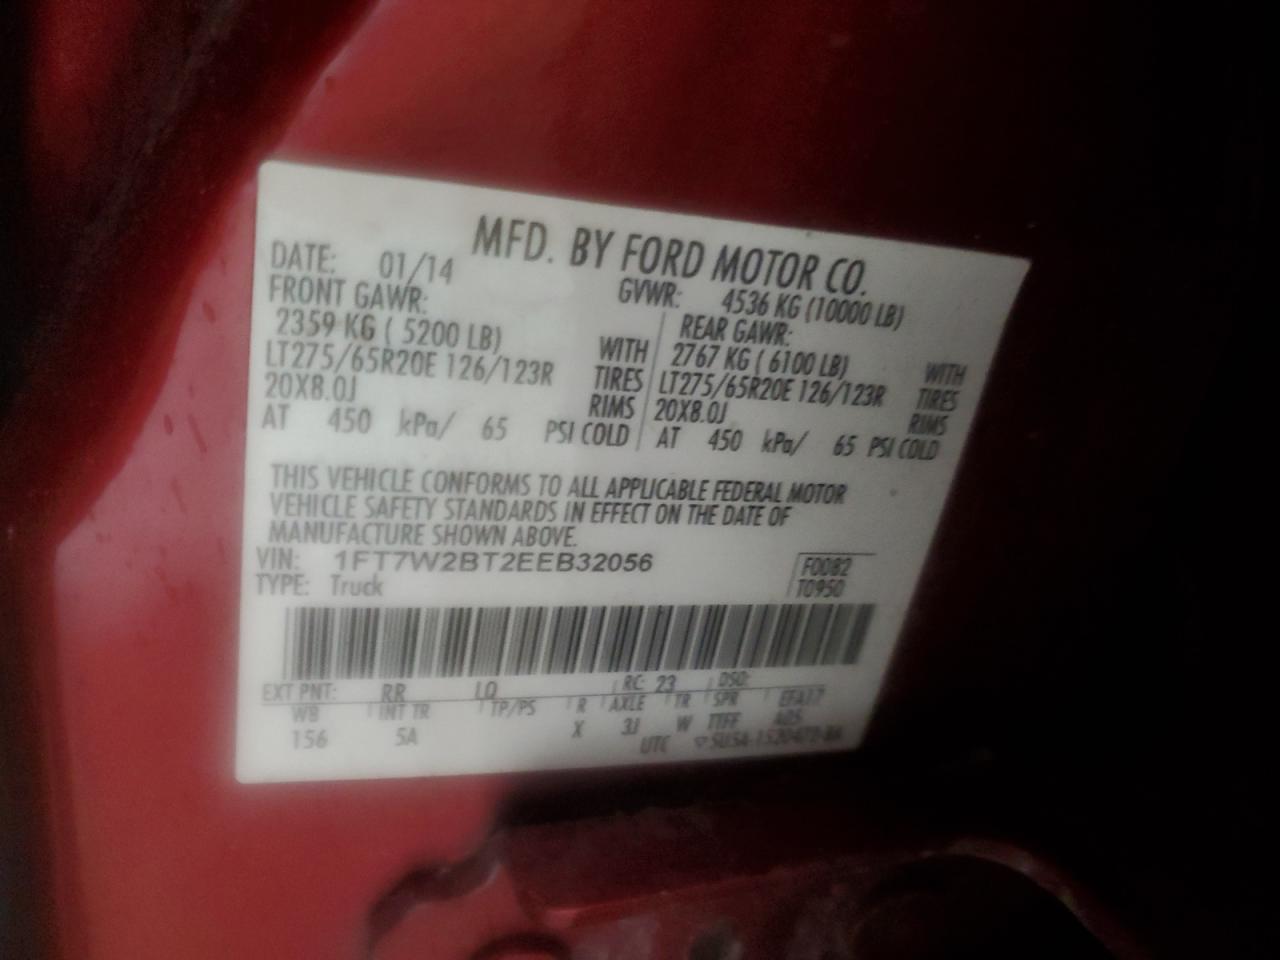 MFD. BY FORD MOTOR CO.
DATE: 01/14
GVWR: 4536 KG (10000 LB)
FRONT GAWR:
2359 KG ( 5200 LB) WITH
LT275/65R20E 126/123R TIRES
20X8.0J RIMS
AT 450 kPa/ 65 PSI COLD
REAR GAWR:
2767 KG ( 6100 LB) WITH
LT275/65R20E 126/123R TIRES
20X8.0J RIMS
AT 450 kPa/ 65 PSI COLD
THIS VEHICLE CONFORMS TO ALL APPLICABLE FEDERAL MOTOR
VEHICLE SAFETY STANDARDS IN EFFECT ON THE DATE OF
MANUFACTURE SHOWN ABOVE.
VIN: 1FT7W2BT2EEB32056
TYPE: Truck
F0082
T0950
EXT PNT: RR LQ RC: 23 DSO:
WB INT TR TP/PS R AXLE TR SPR
156 5A X 3J W
UTC